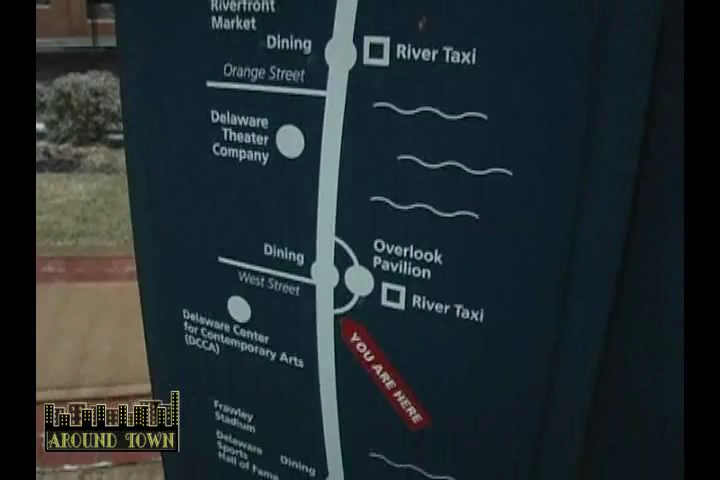 Riverfront
Market
Dining
River Taxi
Orange Street
Delaware
Theater
Company
Dining
Overlook
Pavilion
West Street
River Taxi
Delaware Center
for Contemporary Arts
(DCCA)
YOU ARE HERE
Frawley
Stadium
Delaware
Sports
Hall of Fame
Dining
AROUND TOWN